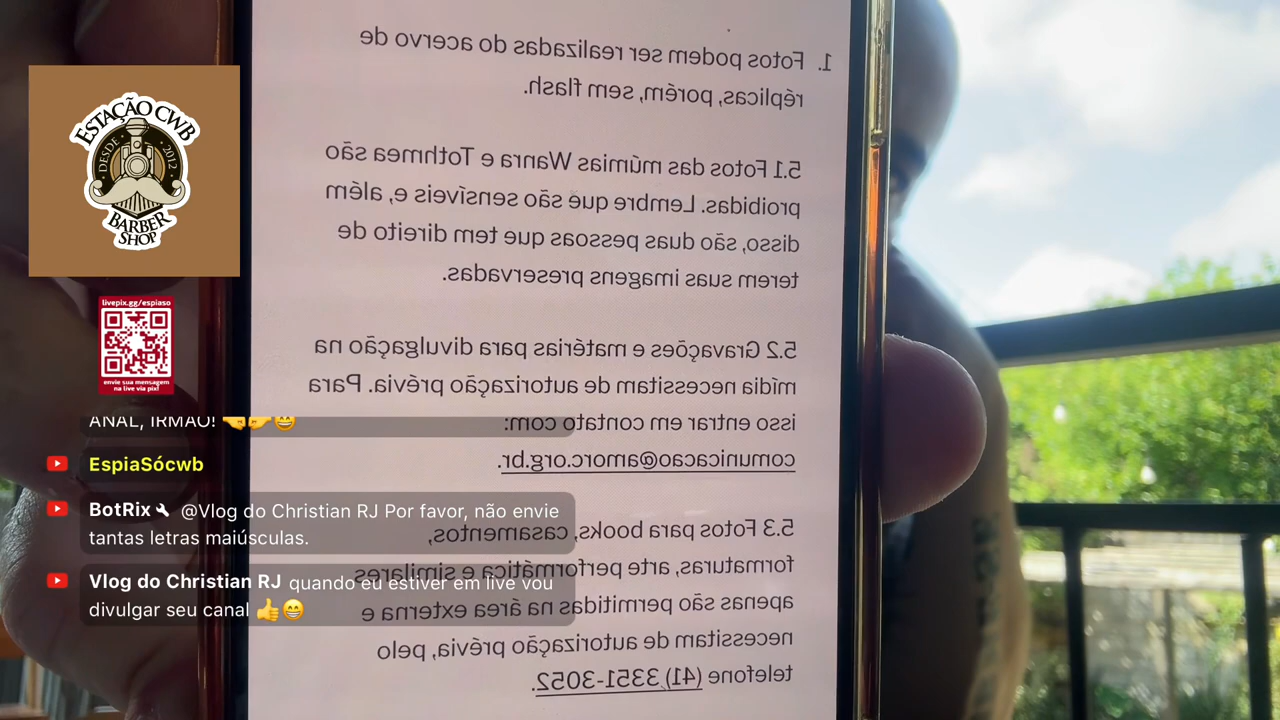 1. Fotos podem ser realizadas do acervo de
réplicas, porém, sem flash.
5.1 Fotos das múmias Wanra e Tothmea são
proibidas. Lembre que são sensíveis e, além
disso, são duas pessoas que tem direito de
terem suas imagens preservadas.
5.2 Gravações e matérias para divulgação na
mídia necessitam de autorização prévia. Para
isso entrar em contato com:
comunicacao@amorc.org.br.
5.3 Fotos para books, casamentos,
formaturas, arte performática e similares
apenas são permitidas na área externa e
necessitam de autorização prévia, pelo
telefone (41) 3351-3052.
ESTAÇÃO CWB
DESDE 2012
BARBER
SHOP
livepix.gg/espiaso
envie sua mensagem
na live via pix!
ANAL, IRMÃO! 🤜🤛😁
EspiaSócwb
BotRix @Vlog do Christian RJ Por favor, não envie
tantas letras maiúsculas.
Vlog do Christian RJ quando eu estiver em live vou
divulgar seu canal 👍😁